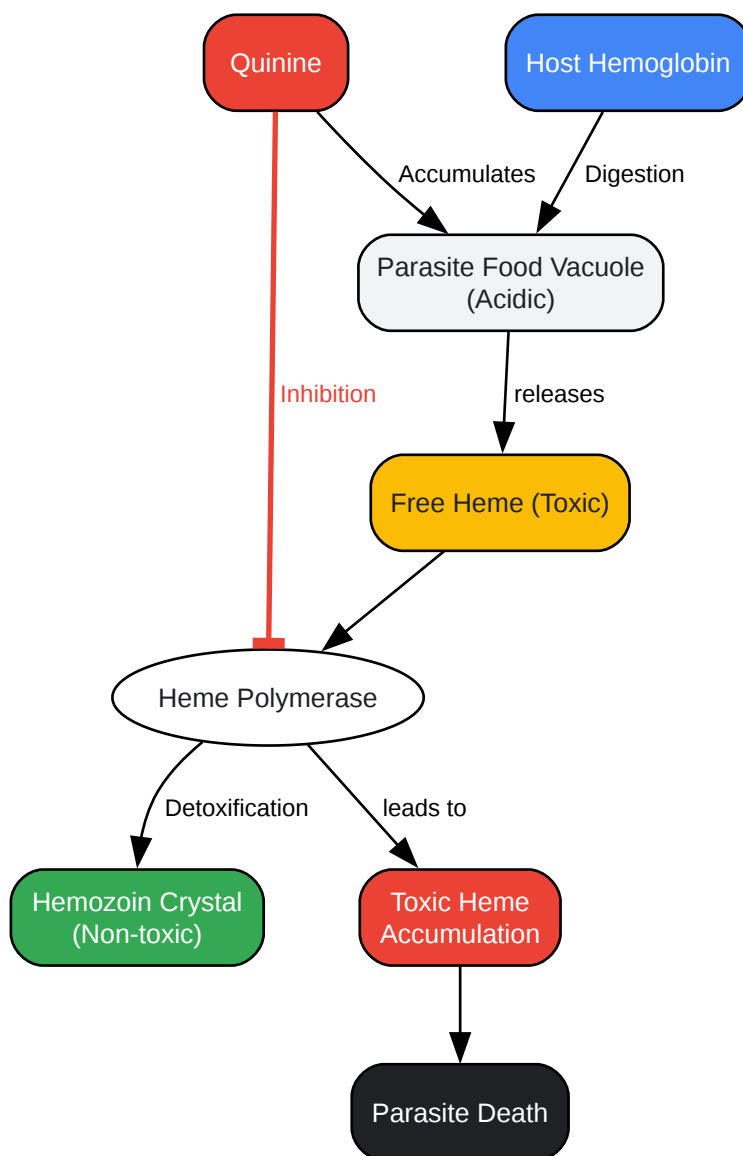 Quinine
Host Hemoglobin
Accumulates
Digestion
Parasite Food Vacuole
(Acidic)
Inhibition
releases
Free Heme (Toxic)
Heme Polymerase
Detoxification
leads to
Hemozoin Crystal
(Non-toxic)
Toxic Heme
Accumulation
Parasite Death